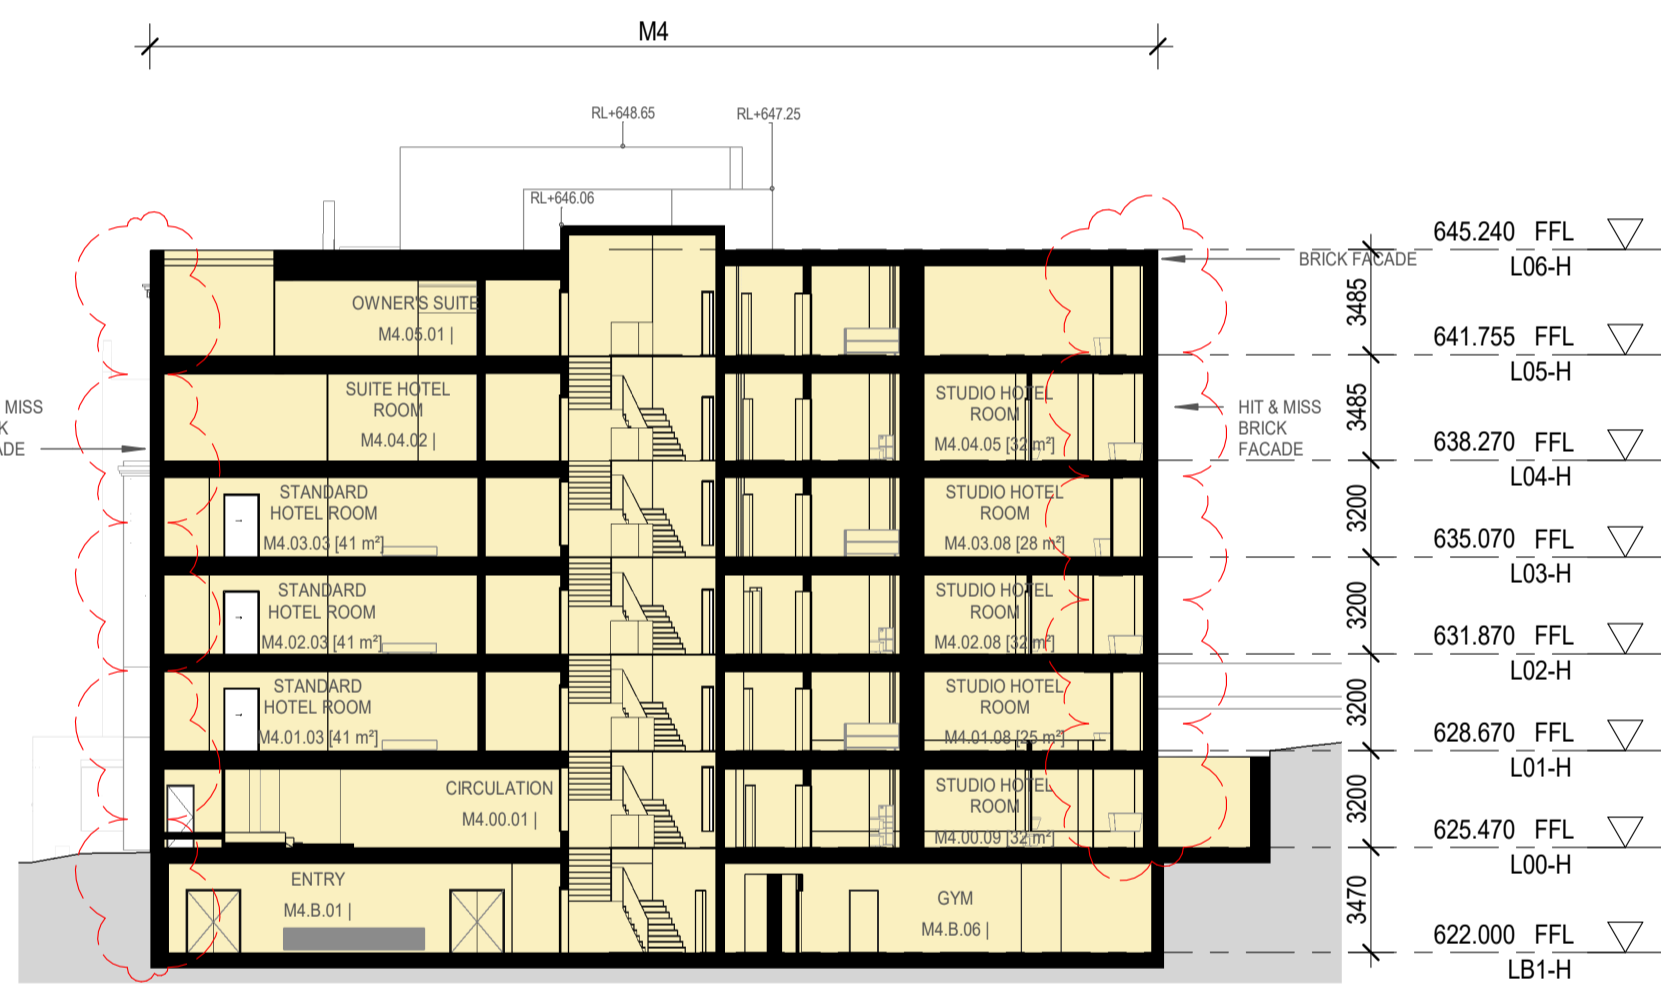 M4
RL+648.65
RL+647.25
RL+646.06
645.240 FFL
L06-H
BRICK FACADE
3485
OWNER'S SUITE
M4.05.01 |
641.755 FFL
L05-H
MISS
SUITE HOTEL
ROOM
M4.04.02 |
STUDIO HOTEL
ROOM
M4.04.05 [32 m²]
HIT & MISS
BRICK
FACADE
3485
638.270 FFL
L04-H
STANDARD
HOTEL ROOM
M4.03.03 [41 m²]
STUDIO HOTEL
ROOM
M4.03.08 [28 m²]
3200
635.070 FFL
L03-H
STANDARD
HOTEL ROOM
M4.02.03 [41 m²]
STUDIO HOTEL
ROOM
M4.02.08 [32 m²]
3200
631.870 FFL
L02-H
STANDARD
HOTEL ROOM
M4.01.03 [41 m²]
STUDIO HOTEL
ROOM
M4.01.08 [25 m²]
3200
628.670 FFL
L01-H
CIRCULATION
M4.00.01 |
STUDIO HOTEL
ROOM
M4.00.09 [32 m²]
3200
625.470 FFL
L00-H
ENTRY
M4.B.01 |
GYM
M4.B.06 |
3470
622.000 FFL
LB1-H